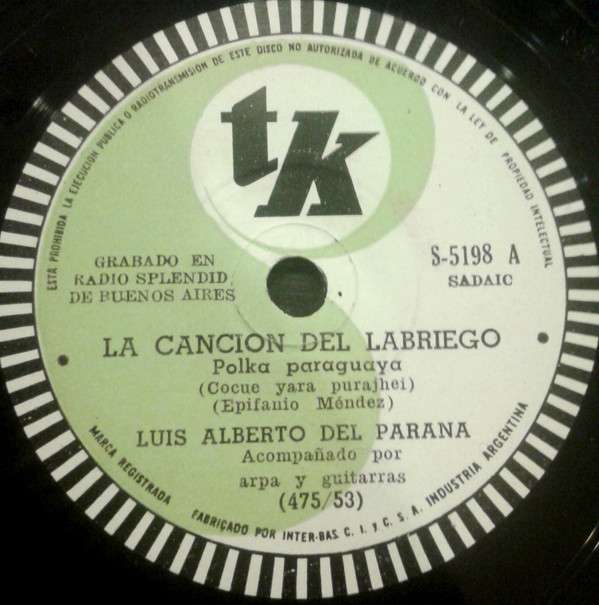 ESTA PROHIBIDA LA EJECUCION PUBLICA O RADIOTRANSMISION DE ESTE DISCO NO AUTORIZADA DE ACUERDO CON LA LEY DE PROPIEDAD INTELECTUAL
tk
GRABADO EN
RADIO SPLENDID
DE BUENOS AIRES
S-5198 A
SADAIC
LA CANCION DEL LABRIEGO
Polka paraguaya
(Cocue yara purajhei)
(Epifanio Méndez)
LUIS ALBERTO DEL PARANA
Acompañado por
arpa y guitarras
(475/53)
MARCA REGISTRADA
FABRICADO POR INTER-BAS C. I. y C. S. A. INDUSTRIA ARGENTINA